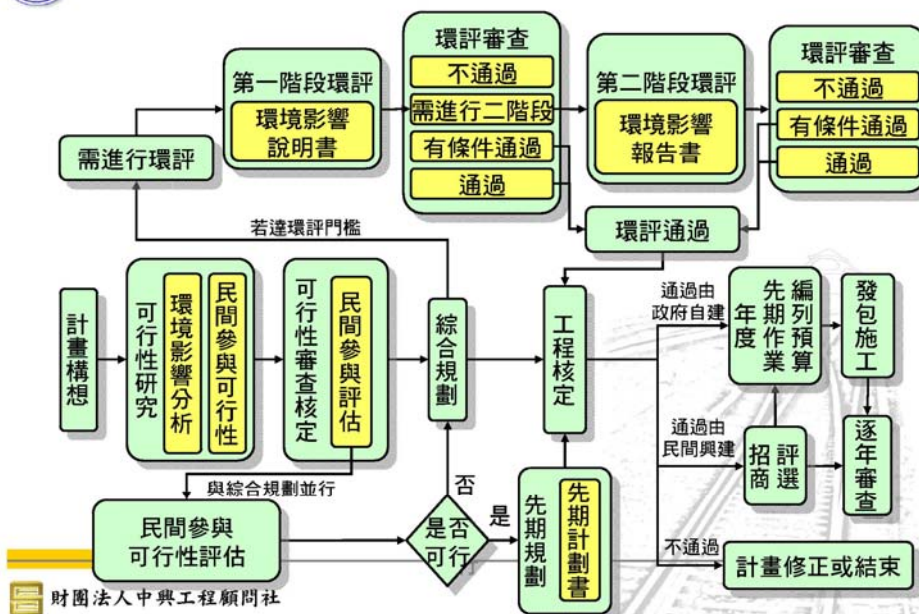 第一階段環評
環境影響
說明書
環評審查
不通過
需進行二階段
有條件通過
通過
第二階段環評
環境影響
報告書
環評審查
不通過
有條件通過
通過
需進行環評
環評通過
若達環評門檻
計畫構想
可行性研究
環境影響分析
民間參與可行性
可行性審查核定
民間參與評估
綜合規劃
工程核定
通過由
政府自建
編列預算
先期作業
年度
發包施工
通過由
民間興建
評選
招商
逐年審查
與綜合規劃並行
民間參與
可行性評估
否
是否
可行
是
先期規劃
先期計劃書
不通過
計畫修正或結束
財團法人中興工程顧問社